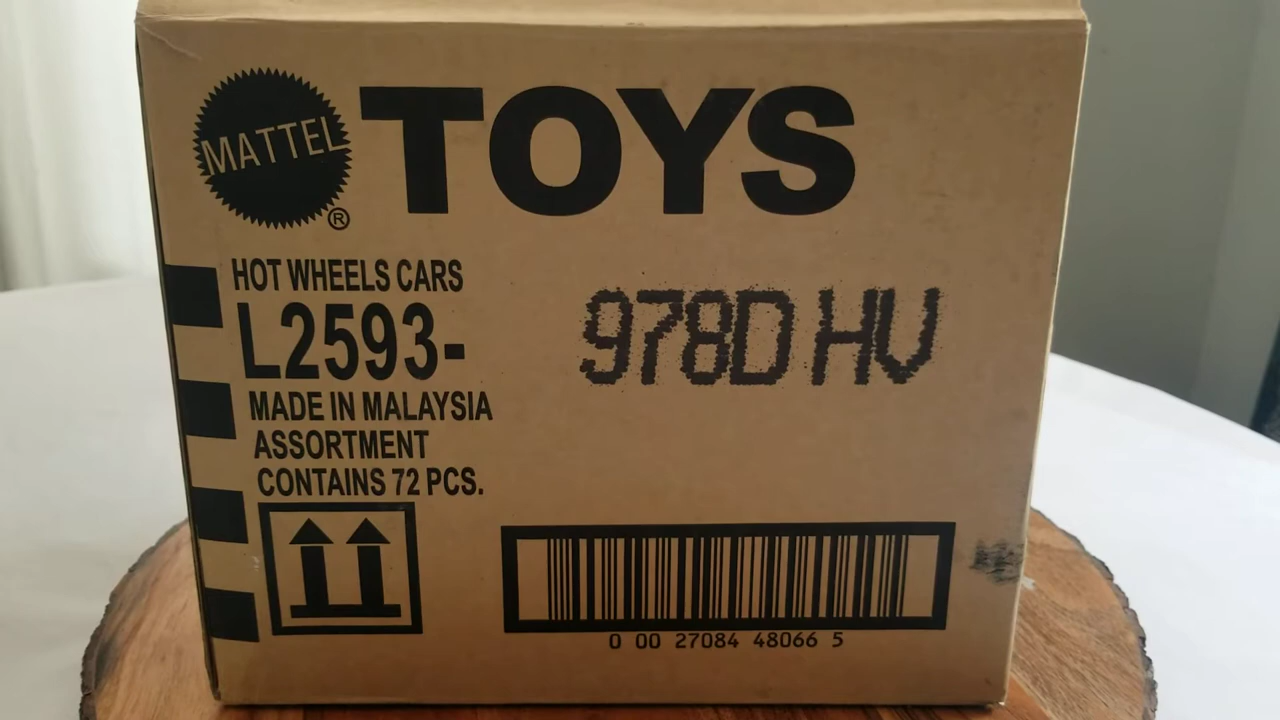 MATTEL ® TOYS
HOT WHEELS CARS
L2593-
978D HV
MADE IN MALAYSIA
ASSORTMENT
CONTAINS 72 PCS.
0 00 27084 48066 5